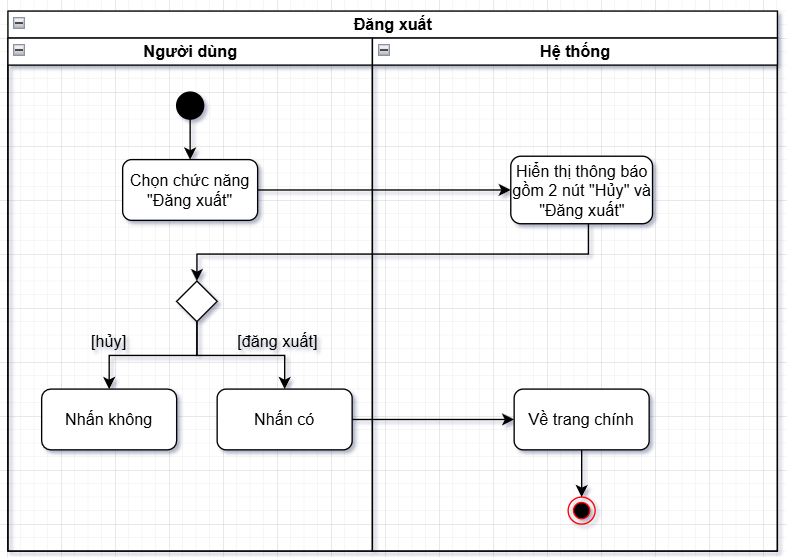 Đăng xuất
Người dùng
Hệ thống
Chọn chức năng
"Đăng xuất"
Hiển thị thông báo
gồm 2 nút "Hủy" và
"Đăng xuất"
[hủy]
[đăng xuất]
Nhấn không
Nhấn có
Về trang chính